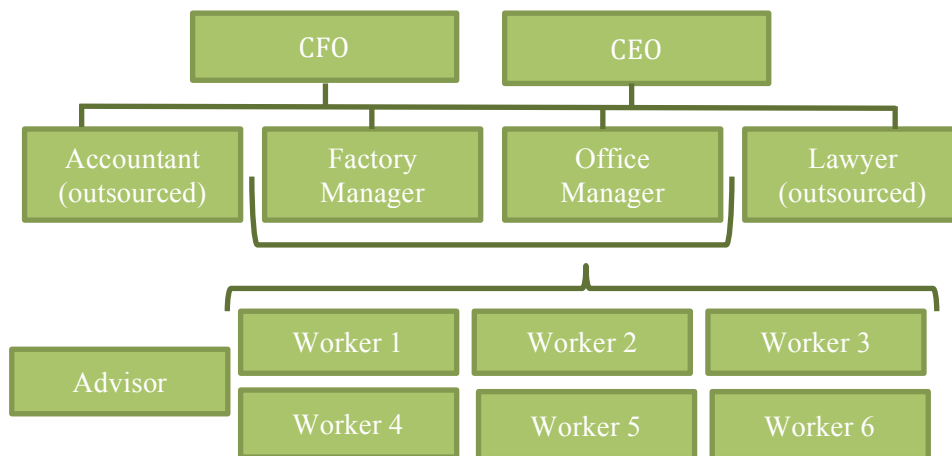 CFO
CEO
Accountant
(outsourced)
Factory
Manager
Office
Manager
Lawyer
(outsourced)
Worker 1
Worker 2
Worker 3
Advisor
Worker 4
Worker 5
Worker 6